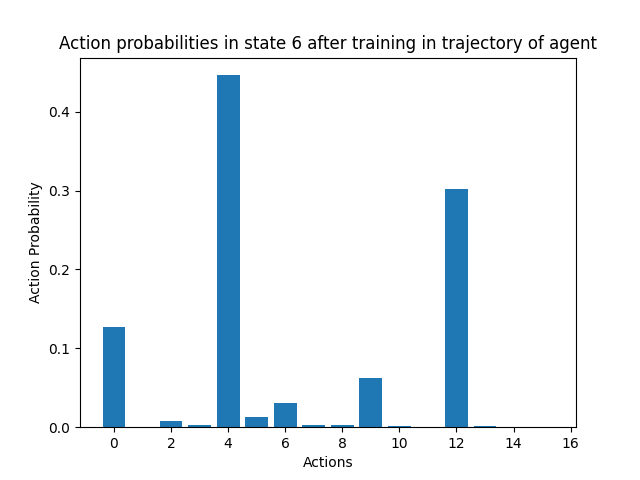 Action probabilities in state 6 after training in trajectory of agent
0.4
0.3
0.2
0.1
0.0
Action Probability
0 2 4 6 8 10 12 14 16
Actions